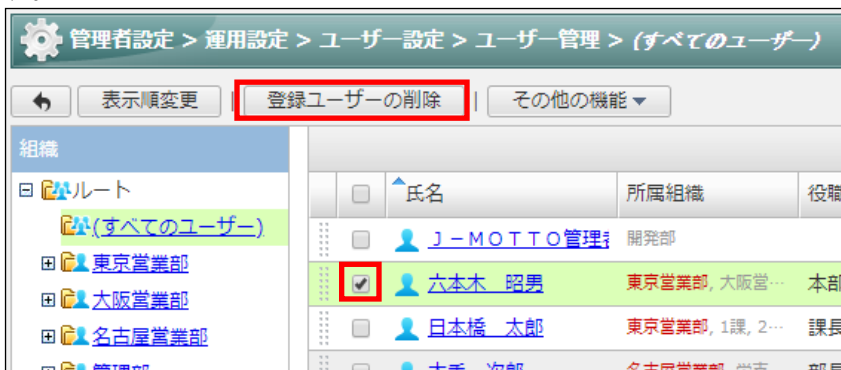 管理者設定 > 運用設定 > ユーザー設定 > ユーザー管理 > (すべてのユーザー)
表示順変更 | 登録ユーザーの削除 | その他の機能▼
組織
ルート
(すべてのユーザー)
東京営業部
大阪営業部
名古屋営業部
氏名 所属組織
J-MOTTO管理 開発部
六本木 昭男 東京営業部, 大阪営… 本部
日本橋 太郎 東京営業部, 1課, 2… 課長